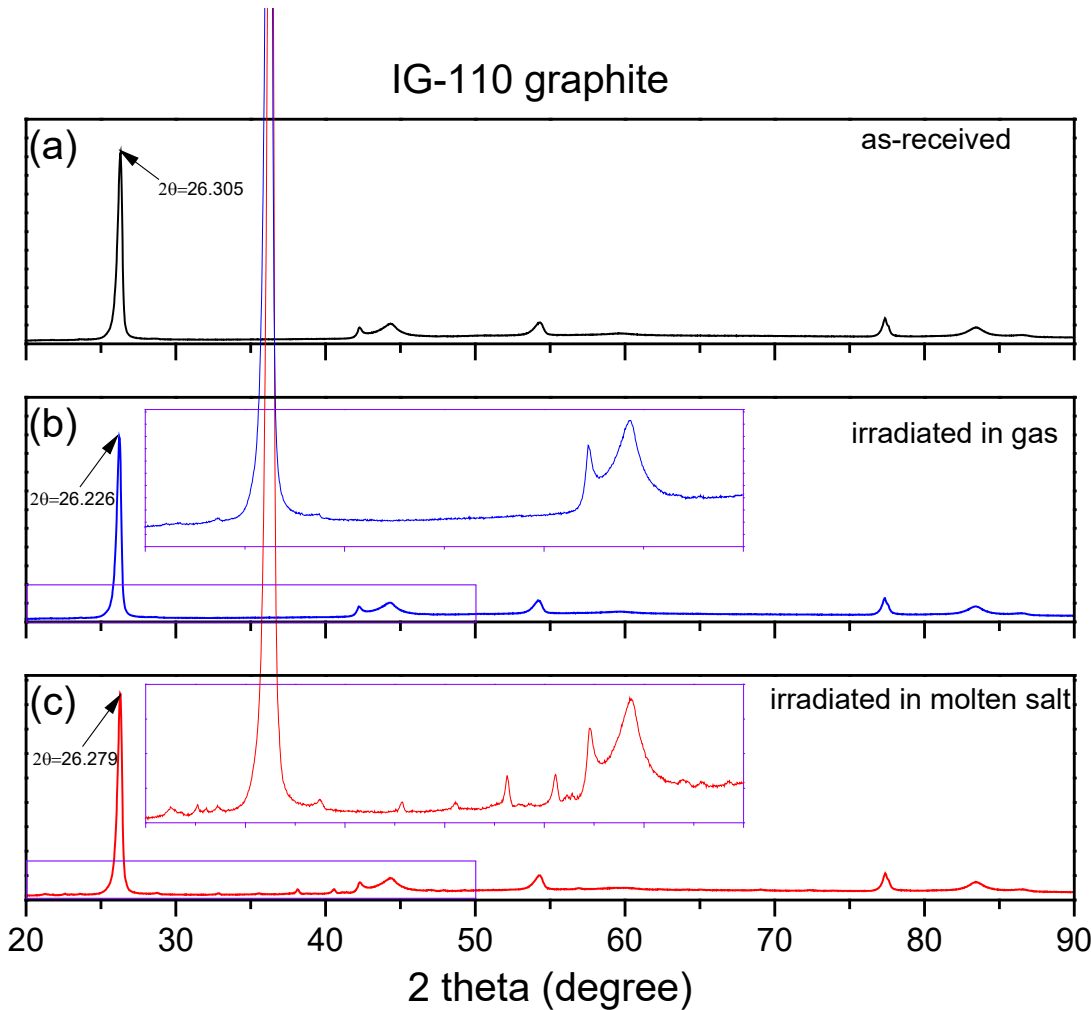 IG-110 graphite
(a)
as-received
2θ=26.305
(b)
irradiated in gas
2θ=26.226
(c)
irradiated in molten salt
2θ=26.279
20 30 40 50 60 70 80 90
2 theta (degree)